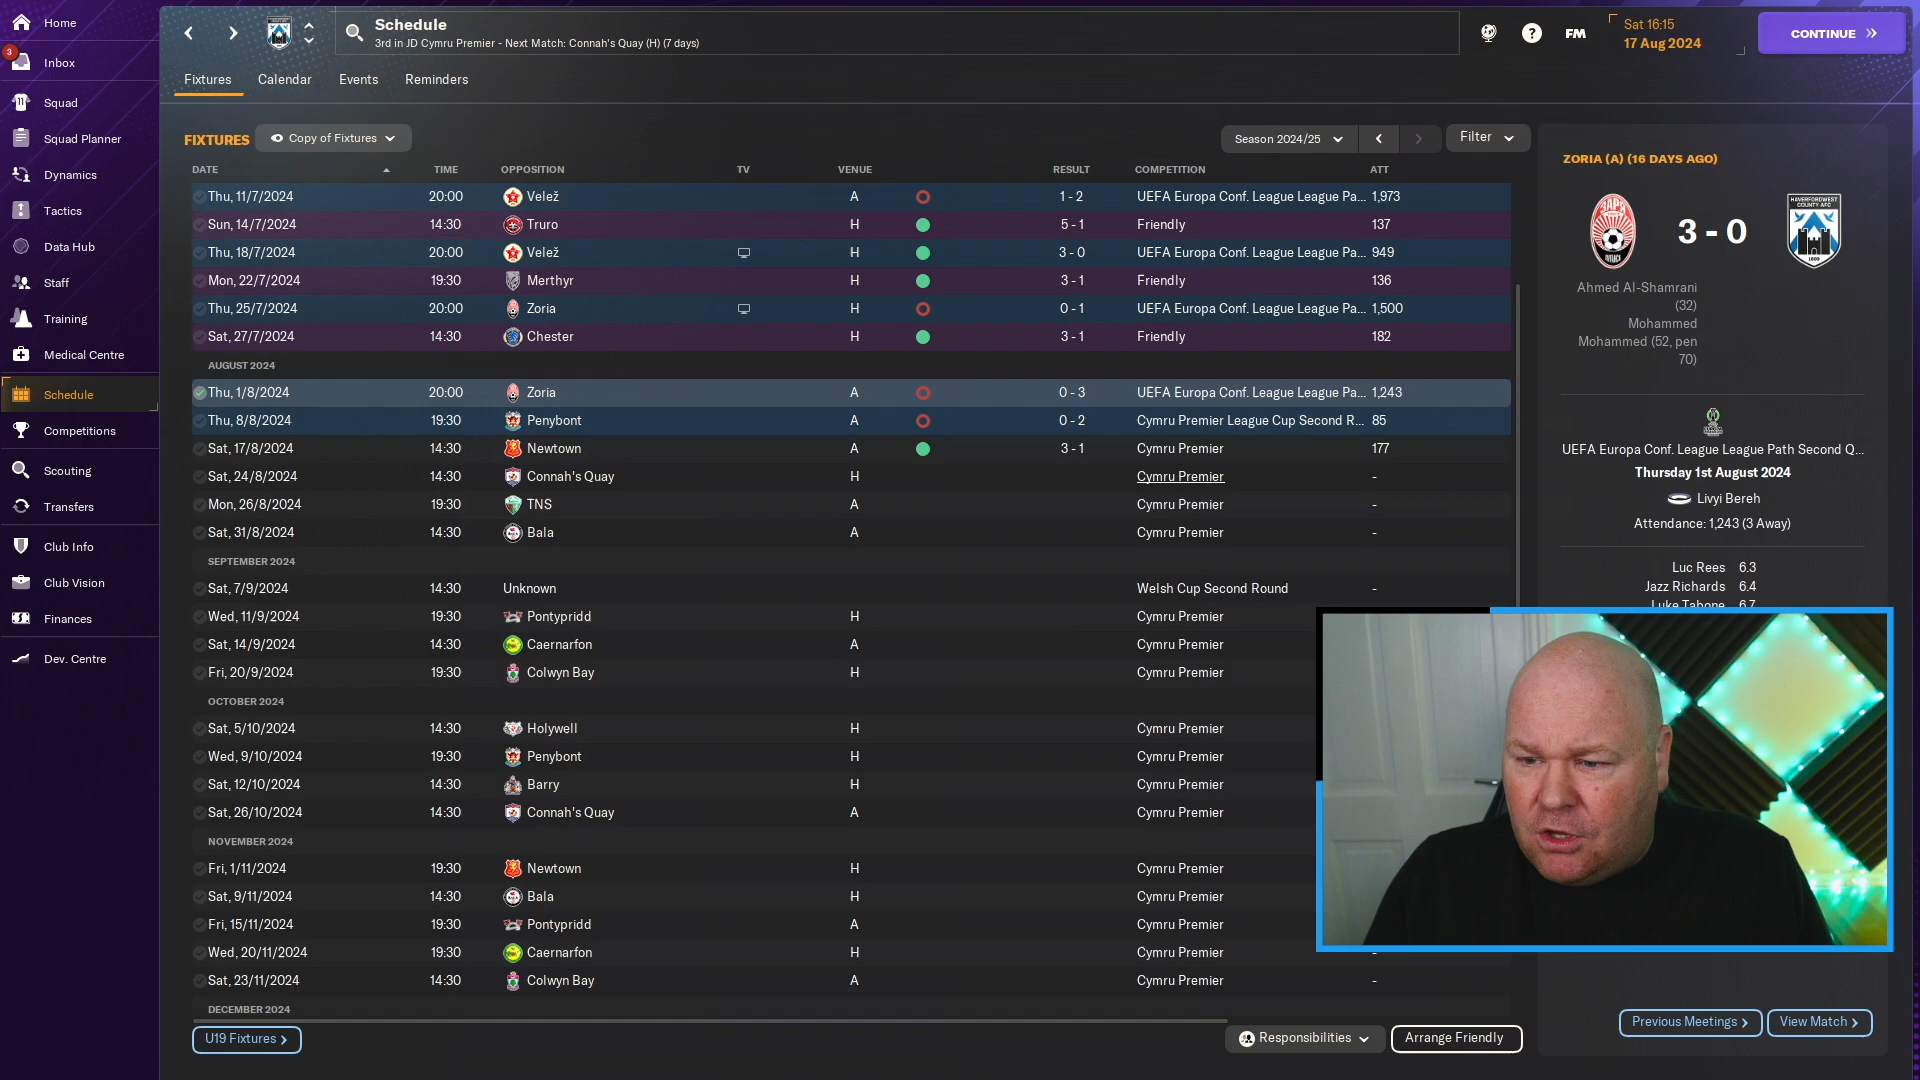 Home
3
Inbox
Squad
Squad Planner
Dynamics
Tactics
Data Hub
Staff
Training
Medical Centre
Schedule
Competitions
Scouting
Transfers
Club Info
Club Vision
Finances
Dev. Centre
Schedule
3rd in JD Cymru Premier - Next Match: Connah's Quay (H) (7 days)
FM
Sat 16:15
17 Aug 2024
CONTINUE
Fixtures Calendar Events Reminders
FIXTURES Copy of Fixtures Season 2024/25 Filter
DATE TIME OPPOSITION TV VENUE RESULT COMPETITION ATT
Thu, 11/7/2024 20:00 Velež A 1 - 2 UEFA Europa Conf. League League Pa... 1,973
Sun, 14/7/2024 14:30 Truro H 5 - 1 Friendly 137
Thu, 18/7/2024 20:00 Velež H 3 - 0 UEFA Europa Conf. League League Pa... 949
Mon, 22/7/2024 19:30 Merthyr H 3 - 1 Friendly 136
Thu, 25/7/2024 20:00 Zoria H 0 - 1 UEFA Europa Conf. League League Pa... 1,500
Sat, 27/7/2024 14:30 Chester H 3 - 1 Friendly 182
AUGUST 2024
Thu, 1/8/2024 20:00 Zoria A 0 - 3 UEFA Europa Conf. League League Pa... 1,243
Thu, 8/8/2024 19:30 Penybont A 0 - 2 Cymru Premier League Cup Second R... 85
Sat, 17/8/2024 14:30 Newtown A 3 - 1 Cymru Premier 177
Sat, 24/8/2024 14:30 Connah's Quay H Cymru Premier -
Mon, 26/8/2024 19:30 TNS A Cymru Premier -
Sat, 31/8/2024 14:30 Bala A Cymru Premier -
SEPTEMBER 2024
Sat, 7/9/2024 14:30 Unknown Welsh Cup Second Round -
Wed, 11/9/2024 19:30 Pontypridd H Cymru Premier
Sat, 14/9/2024 14:30 Caernarfon A Cymru Premier
Fri, 20/9/2024 19:30 Colwyn Bay H Cymru Premier
OCTOBER 2024
Sat, 5/10/2024 14:30 Holywell H Cymru Premier
Wed, 9/10/2024 19:30 Penybont H Cymru Premier
Sat, 12/10/2024 14:30 Barry H Cymru Premier
Sat, 26/10/2024 14:30 Connah's Quay A Cymru Premier
NOVEMBER 2024
Fri, 1/11/2024 19:30 Newtown H Cymru Premier
Sat, 9/11/2024 14:30 Bala H Cymru Premier
Fri, 15/11/2024 19:30 Pontypridd A Cymru Premier
Wed, 20/11/2024 19:30 Caernarfon H Cymru Premier -
Sat, 23/11/2024 14:30 Colwyn Bay A Cymru Premier -
DECEMBER 2024
U19 Fixtures Responsibilities Arrange Friendly
ZORIA (A) (16 DAYS AGO)
3 - 0
HAVERFORDWEST
COUNTY AFC
1899
Ahmed Al-Shamrani
(32)
Mohammed
Mohammed (52, pen
70)
UEFA Europa Conf. League League Path Second Q...
Thursday 1st August 2024
Livyi Bereh
Attendance: 1,243 (3 Away)
Luc Rees 6.3
Jazz Richards 6.4
Luke Tabone 6.7
Previous Meetings View Match